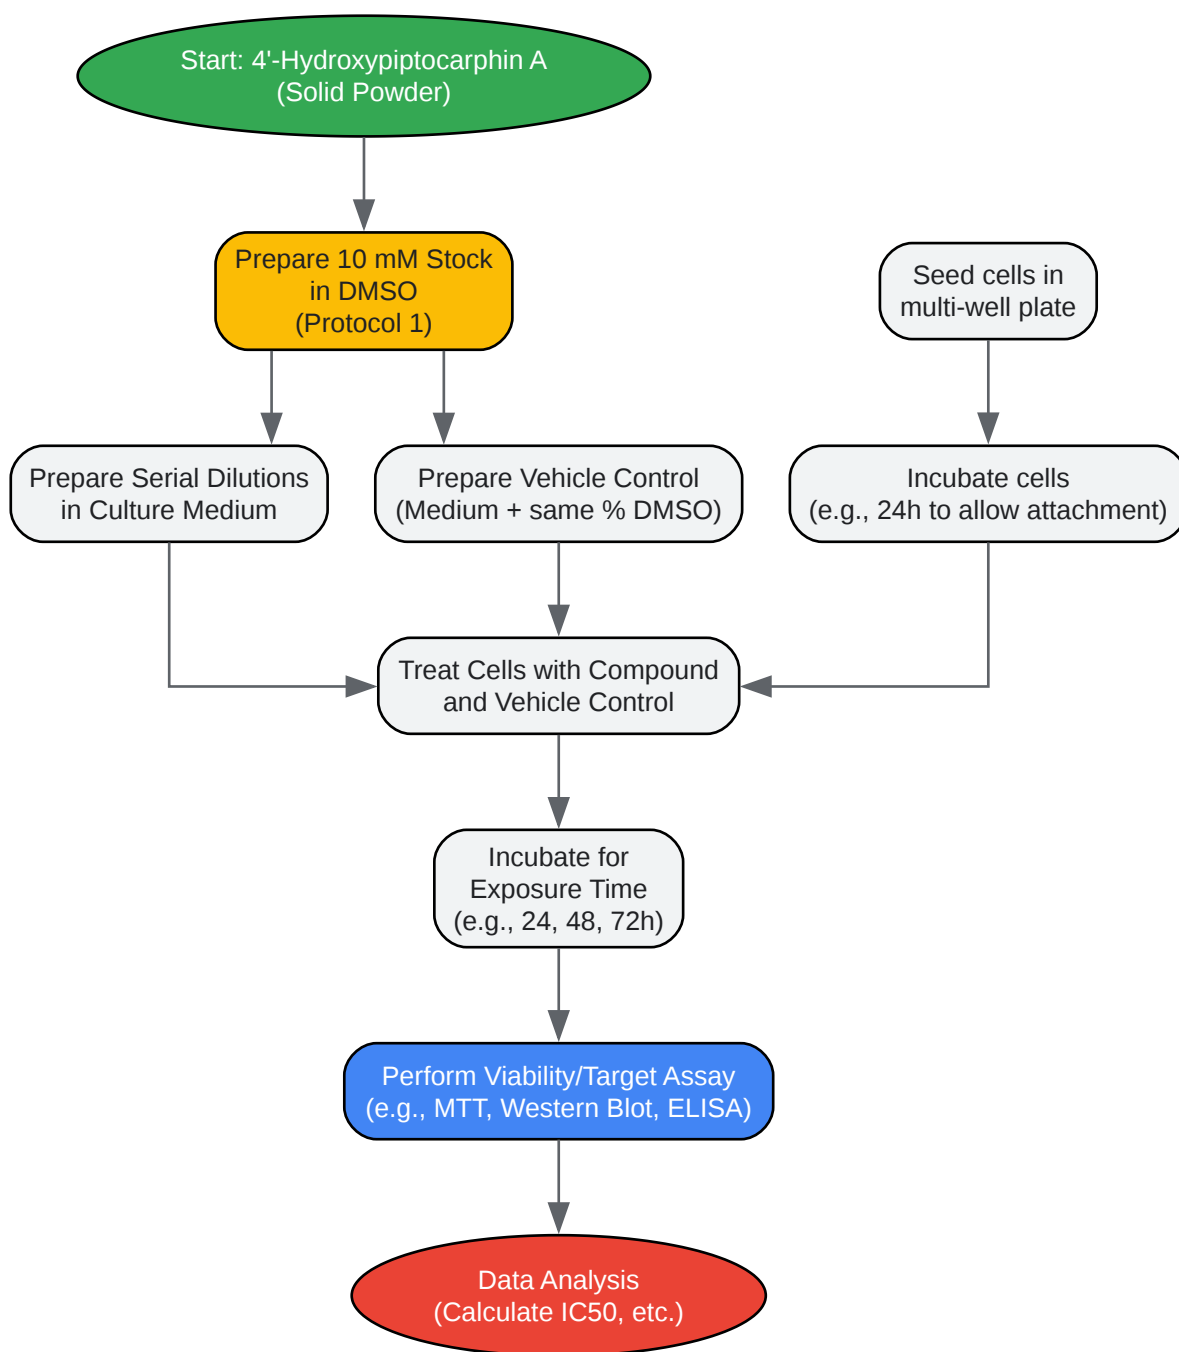 Start: 4'-Hydroxypiptocarphin A
(Solid Powder)
Prepare 10 mM Stock
in DMSO
(Protocol 1)
Seed cells in
multi-well plate
Prepare Serial Dilutions
in Culture Medium
Prepare Vehicle Control
(Medium + same % DMSO)
Incubate cells
(e.g., 24h to allow attachment)
Treat Cells with Compound
and Vehicle Control
Incubate for
Exposure Time
(e.g., 24, 48, 72h)
Perform Viability/Target Assay
(e.g., MTT, Western Blot, ELISA)
Data Analysis
(Calculate IC50, etc.)